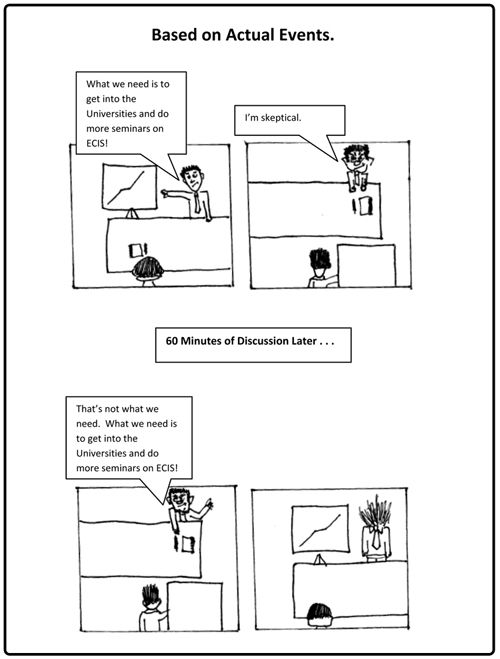 Based on Actual Events.
What we need is to
get into the
Universities and do
more seminars on
ECIS!
I'm skeptical.
60 Minutes of Discussion Later . . .
That's not what we
need.  What we need is
to get into the
Universities and do
more seminars on ECIS!